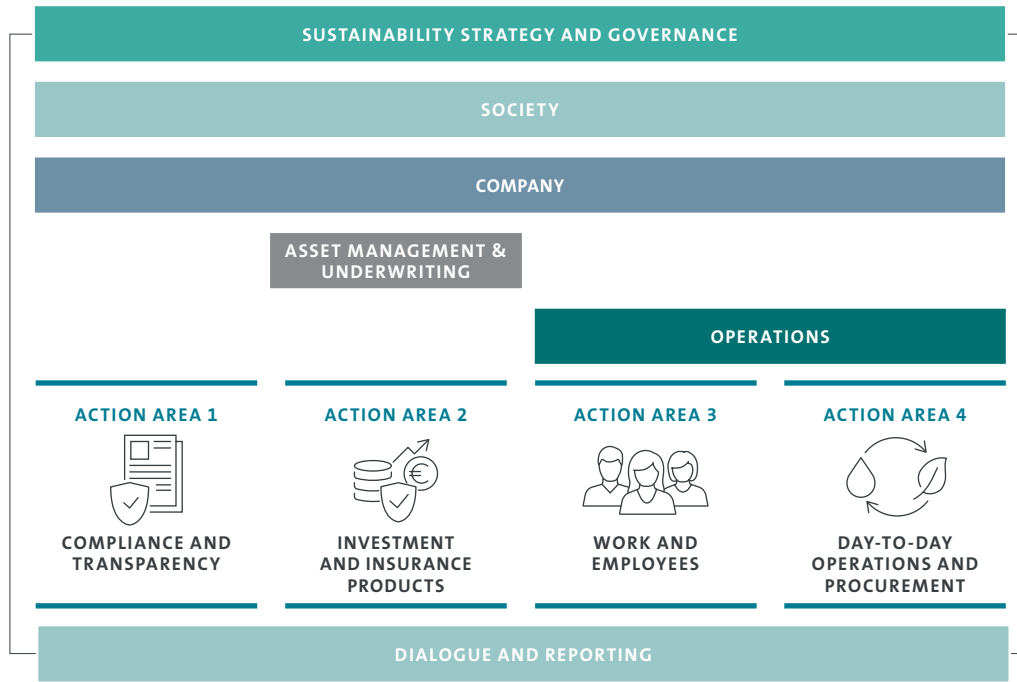 SUSTAINABILITY STRATEGY AND GOVERNANCE
SOCIETY
COMPANY
ASSET MANAGEMENT &
UNDERWRITING
OPERATIONS
ACTION AREA 1
COMPLIANCE AND
TRANSPARENCY
ACTION AREA 2
€
INVESTMENT
AND INSURANCE
PRODUCTS
ACTION AREA 3
WORK AND
EMPLOYEES
ACTION AREA 4
DAY-TO-DAY
OPERATIONS AND
PROCUREMENT
DIALOGUE AND REPORTING